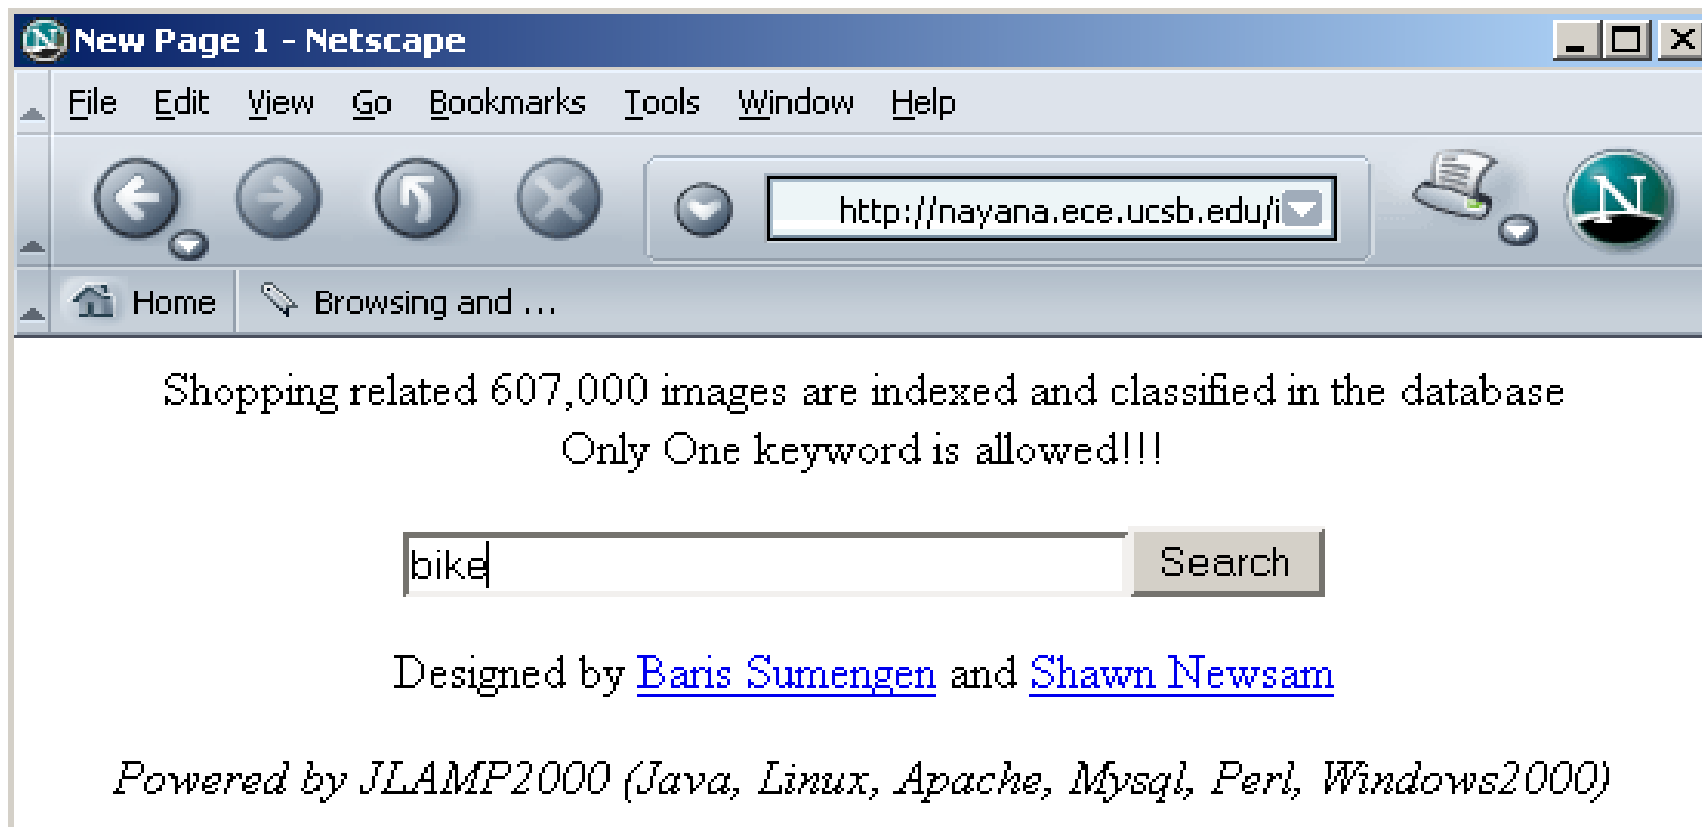 New Page 1 - Netscape
File Edit View Go Bookmarks Tools Window Help
http://nayana.ece.ucsb.edu/i
N
Home Browsing and ...
Shopping related 607,000 images are indexed and classified in the database
Only One keyword is allowed!!!
bike Search
Designed by Baris Sumengen and Shawn Newsam
Powered by JLAMP2000 (Java, Linux, Apache, Mysql, Perl, Windows2000)